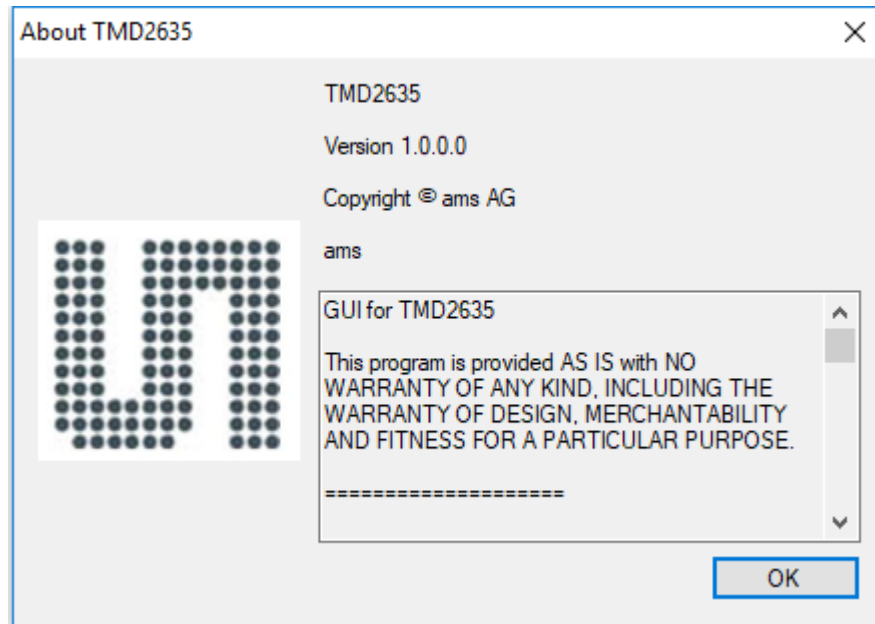 About TMD2635
TMD2635
Version 1.0.0.0
Copyright © ams AG
ams
GUI for TMD2635
This program is provided AS IS with NO
WARRANTY OF ANY KIND, INCLUDING THE
WARRANTY OF DESIGN, MERCHANTABILITY
AND FITNESS FOR A PARTICULAR PURPOSE.
====================
OK